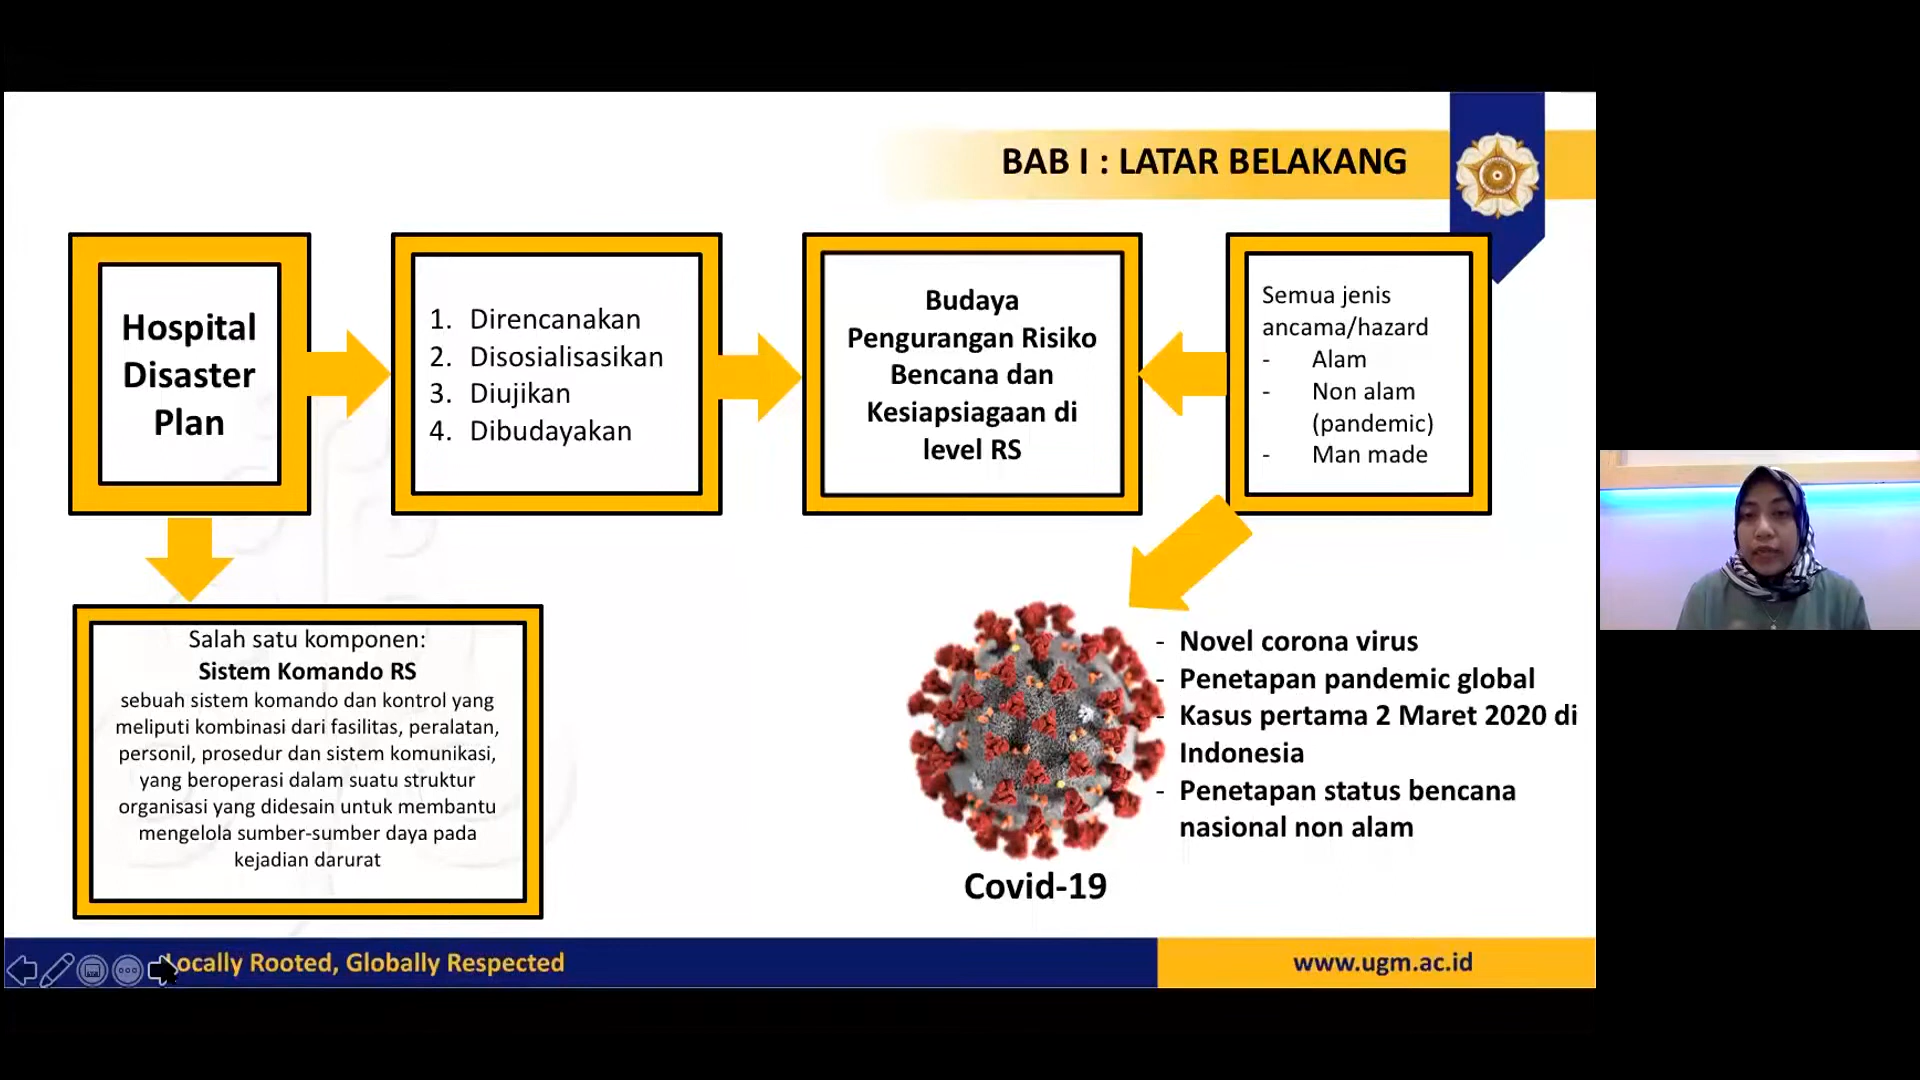 BAB I : LATAR BELAKANG
Hospital
Disaster
Plan
1. Direncanakan
2. Disosialisasikan
3. Diujikan
4. Dibudayakan
Budaya
Pengurangan Risiko
Bencana dan
Kesiapsiagaan di
level RS
Semua jenis
ancama/hazard
- Alam
- Non alam
(pandemic)
- Man made
Salah satu komponen:
Sistem Komando RS
sebuah sistem komando dan kontrol yang
meliputi kombinasi dari fasilitas, peralatan,
personil, prosedur dan sistem komunikasi,
yang beroperasi dalam suatu struktur
organisasi yang didesain untuk membantu
mengelola sumber-sumber daya pada
kejadian darurat
- Novel corona virus
- Penetapan pandemic global
- Kasus pertama 2 Maret 2020 di
Indonesia
- Penetapan status bencana
nasional non alam
Covid-19
Locally Rooted, Globally Respected
www.ugm.ac.id